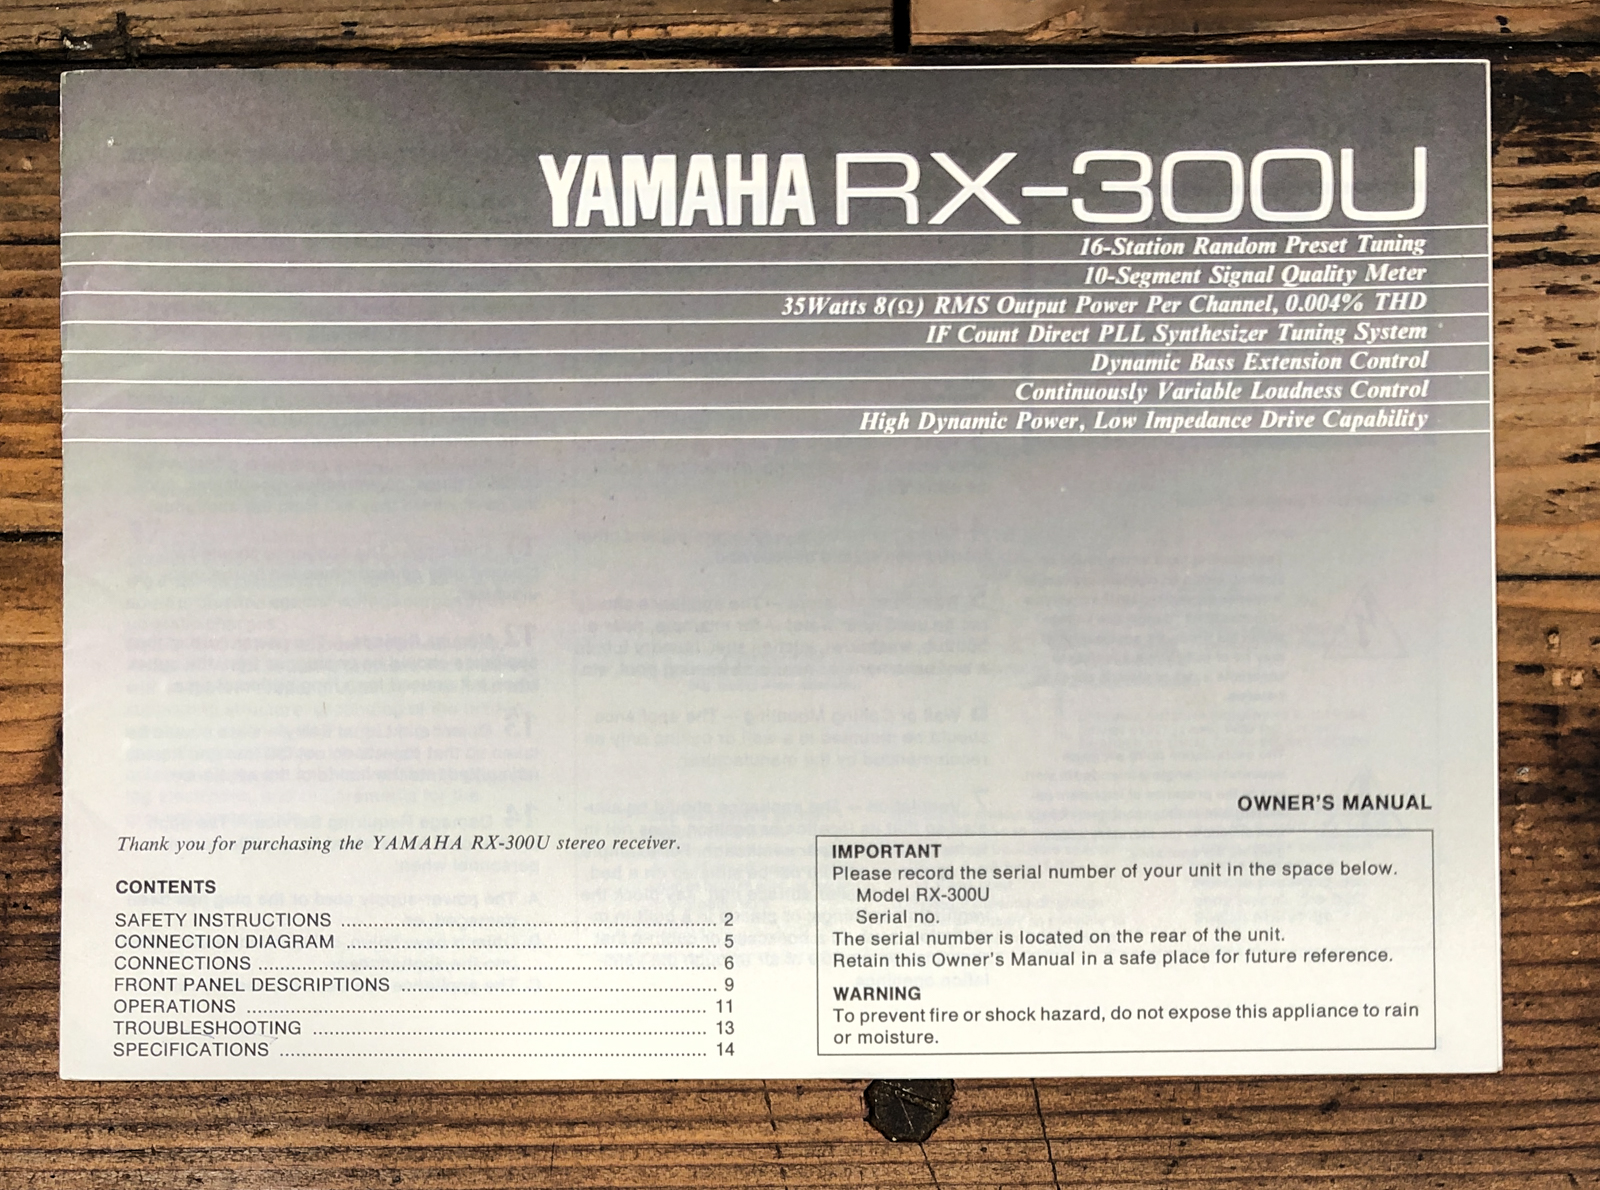 YAMAHA RX-300U
16-Station Random Preset Tuning
10-Segment Signal Quality Meter
35Watts 8(Ω) RMS Output Power Per Channel, 0.004% THD
IF Count Direct PLL Synthesizer Tuning System
Dynamic Bass Extension Control
Continuously Variable Loudness Control
High Dynamic Power, Low Impedance Drive Capability
Thank you for purchasing the YAMAHA RX-300U stereo receiver.
CONTENTS
SAFETY INSTRUCTIONS ........ 2
CONNECTION DIAGRAM ........ 5
CONNECTIONS ........ 6
FRONT PANEL DESCRIPTIONS ........ 9
OPERATIONS ........ 11
TROUBLESHOOTING ........ 13
SPECIFICATIONS ........ 14
OWNER'S MANUAL
IMPORTANT
Please record the serial number of your unit in the space below.
Model RX-300U
Serial no.
The serial number is located on the rear of the unit.
Retain this Owner's Manual in a safe place for future reference.
WARNING
To prevent fire or shock hazard, do not expose this appliance to rain
or moisture.